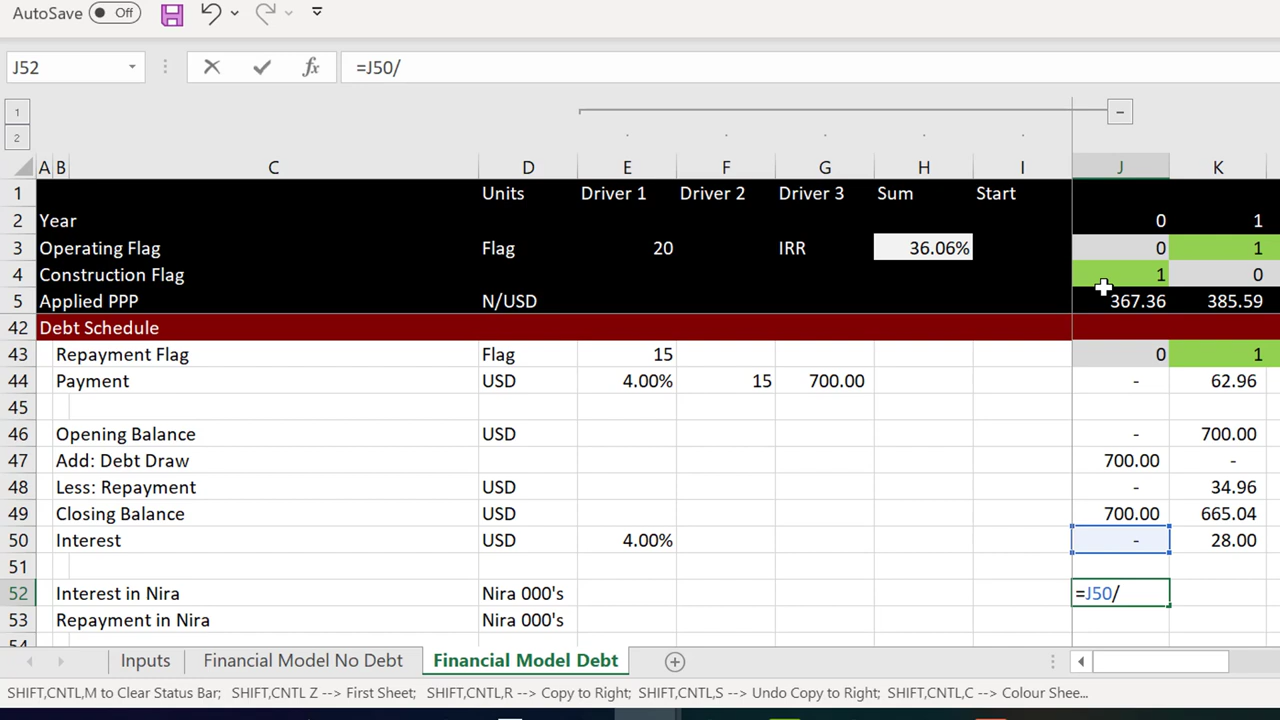 AutoSave Off
J52 fx =J50/
1
2
A B C D E F G H I J K
1 Units Driver 1 Driver 2 Driver 3 Sum Start
2 Year 0 1
3 Operating Flag Flag 20 IRR 36.06% 0 1
4 Construction Flag 1 0
5 Applied PPP N/USD 367.36 385.59
42 Debt Schedule
43 Repayment Flag Flag 15 0 1
44 Payment USD 4.00% 15 700.00 - 62.96
45
46 Opening Balance USD - 700.00
47 Add: Debt Draw 700.00 -
48 Less: Repayment USD - 34.96
49 Closing Balance USD 700.00 665.04
50 Interest USD 4.00% - 28.00
51
52 Interest in Nira Nira 000's =J50/
53 Repayment in Nira Nira 000's
54
Inputs Financial Model No Debt Financial Model Debt
SHIFT,CNTL,M to Clear Status Bar; SHIFT,CNTL Z --> First Sheet; SHIFT,CNTL,R --> Copy to Right; SHIFT,CNTL,S --> Undo Copy to Right; SHIFT,CNTL,C --> Colour Shee...